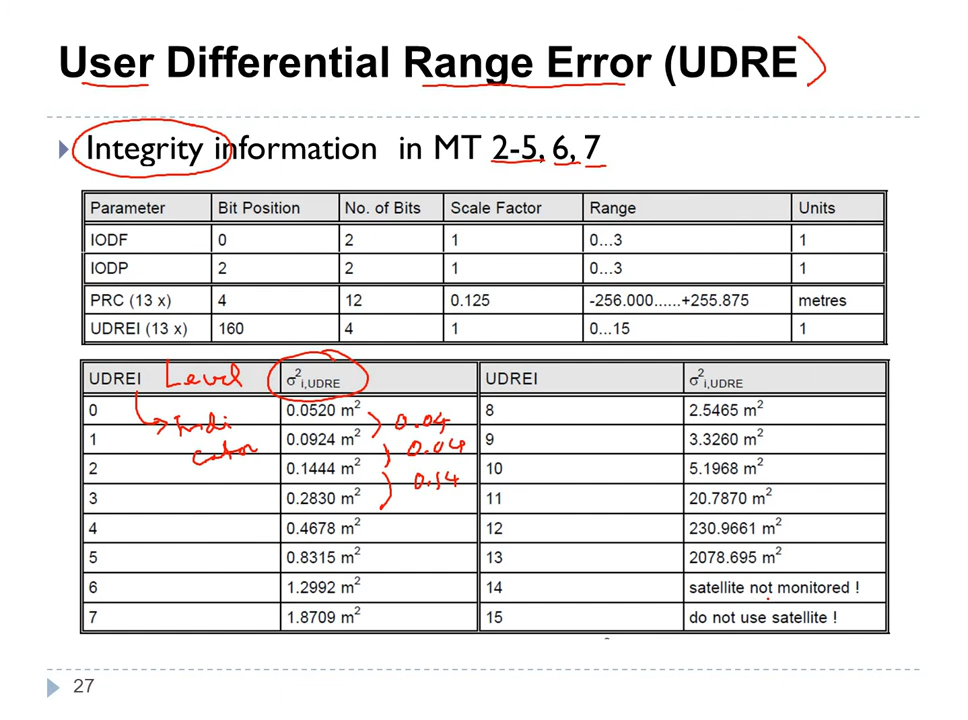 User Differential Range Error (UDRE)
Integrity information in MT 2-5, 6, 7
Parameter Bit Position No. of Bits Scale Factor Range Units
IODF 0 2 1 0...3 1
IODP 2 2 1 0...3 1
PRC (13 x) 4 12 0.125 -256.000......+255.875 metres
UDREI (13 x) 160 4 1 0...15 1
UDREI Level σ²i,UDRE UDREI σ²i,UDRE
0 0.0520 m² 8 2.5465 m²
Indi 0.04
1 0.0924 m² 9 3.3260 m²
cator 0.04
2 0.1444 m² 10 5.1968 m²
0.14
3 0.2830 m² 11 20.7870 m²
4 0.4678 m² 12 230.9661 m²
5 0.8315 m² 13 2078.695 m²
6 1.2992 m² 14 satellite not monitored !
7 1.8709 m² 15 do not use satellite !
27